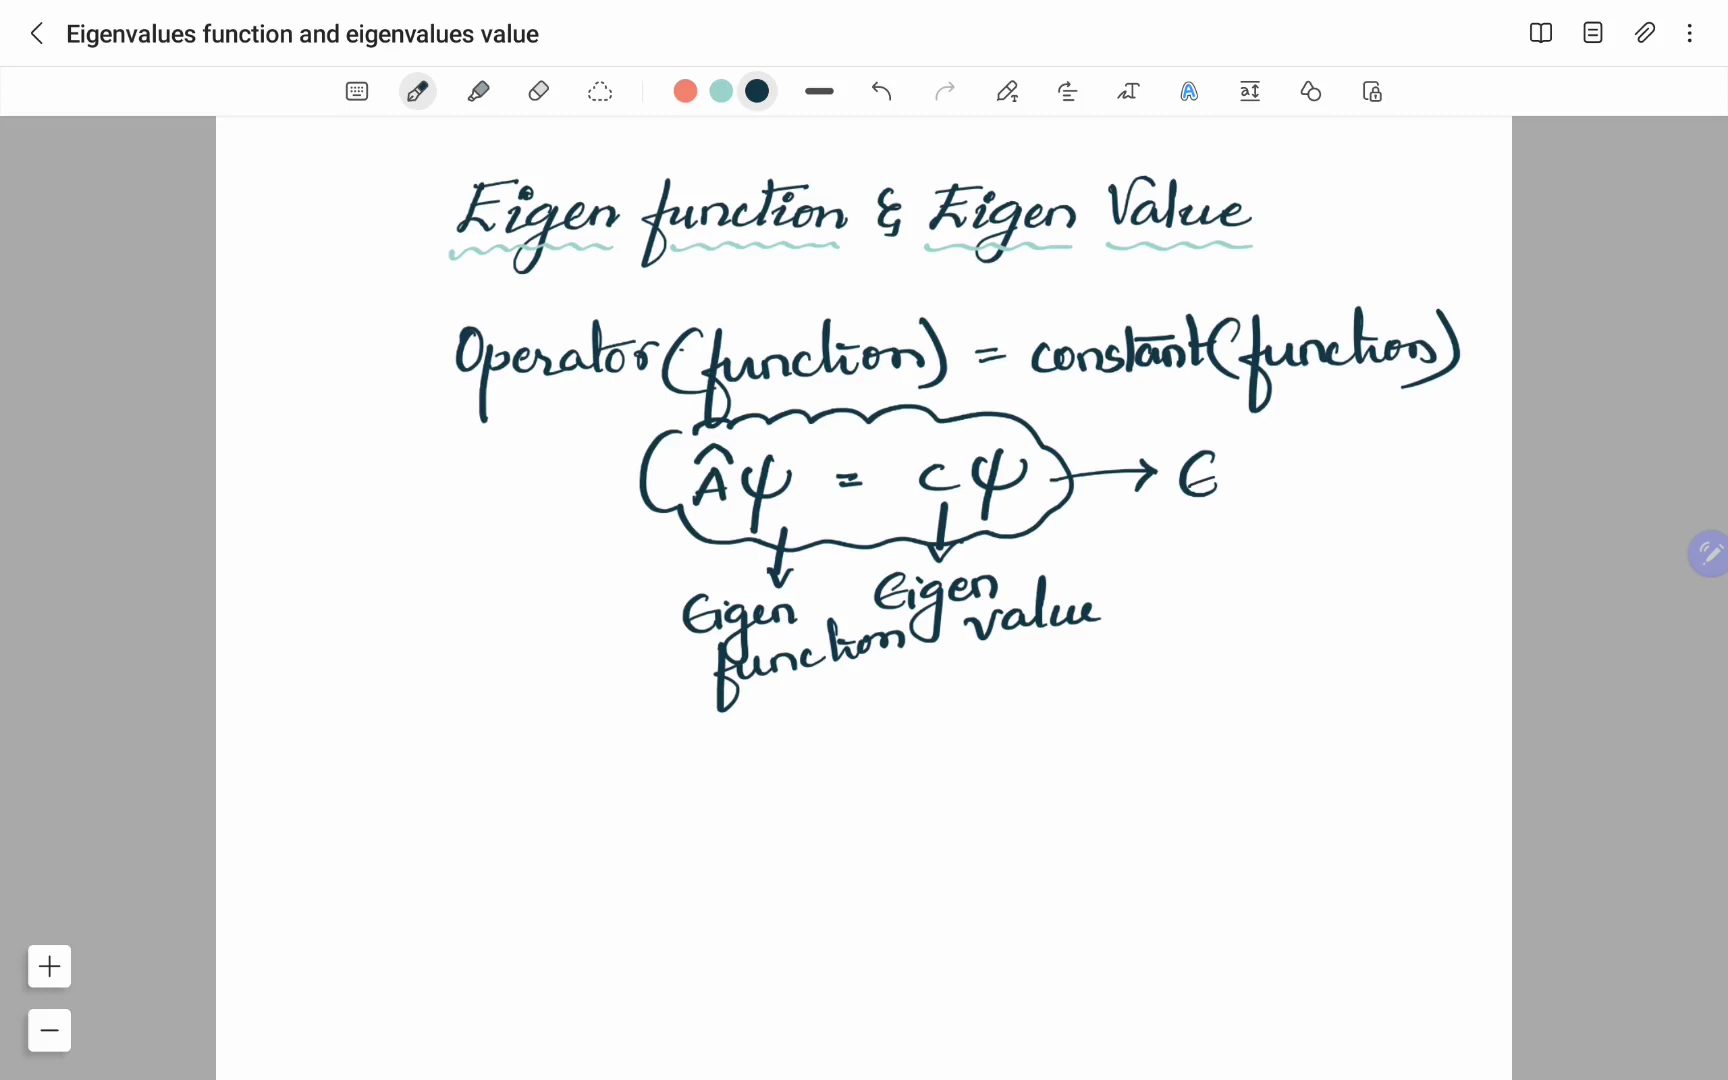 Eigenvalues function and eigenvalues value
Eigen function & Eigen Value
Operator(function) = constant(function)
Âψ = cψ → E
Eigen function
Eigen value